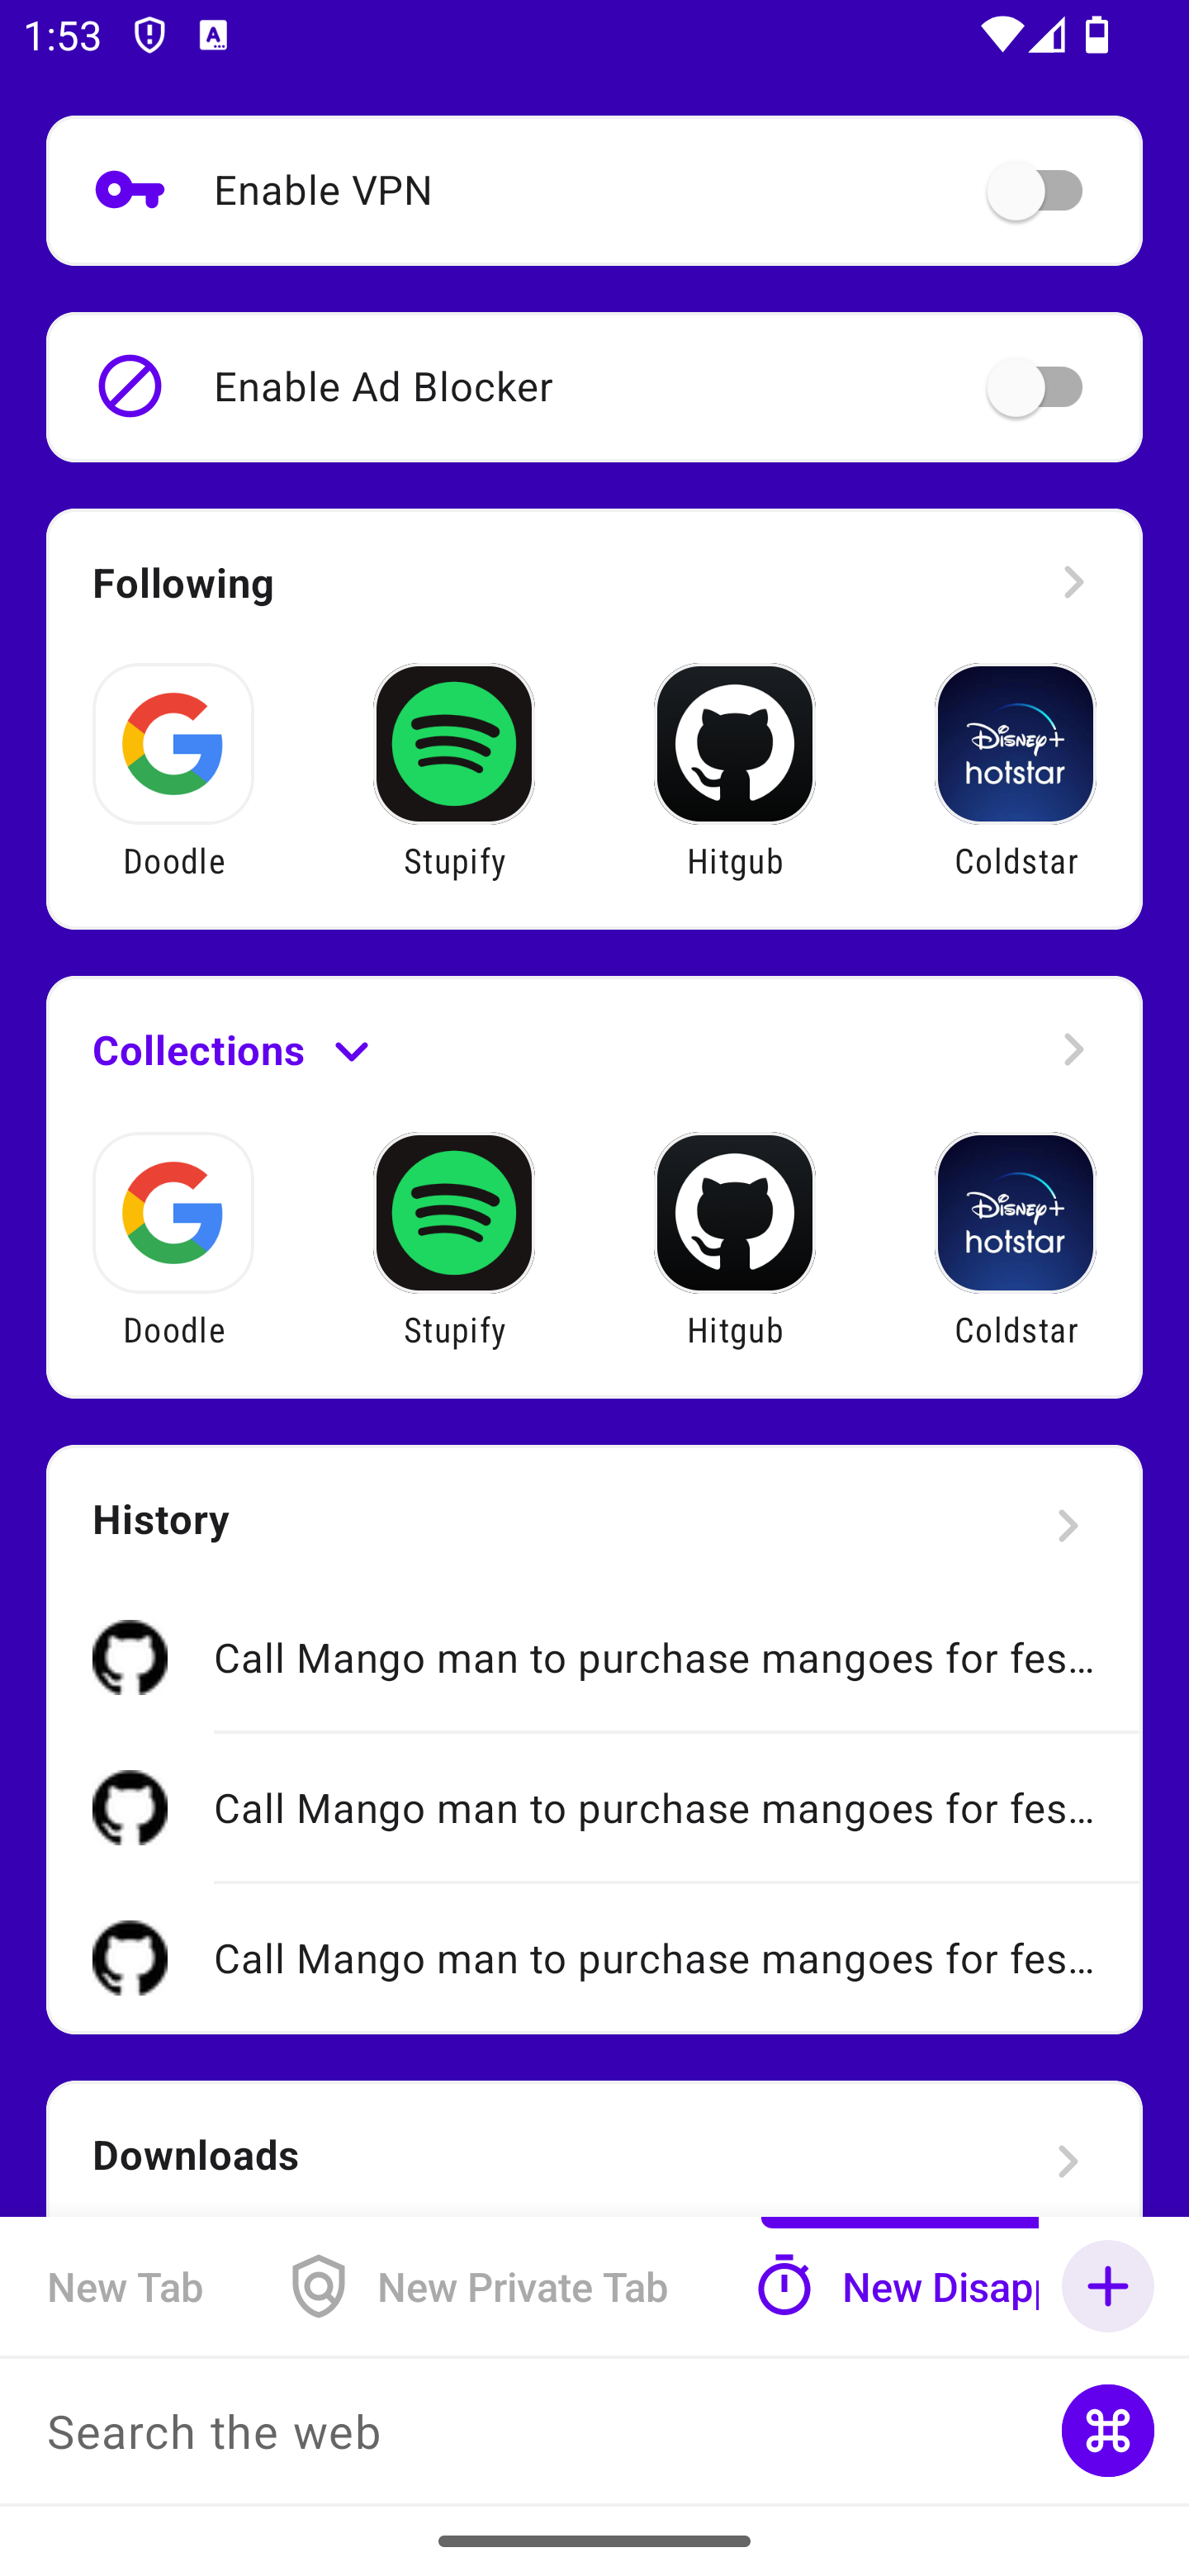 1:53
Enable VPN
Enable Ad Blocker
Following
Disney+
hotstar
Doodle Stupify Hitgub Coldstar
Collections
Disney+
hotstar
Doodle Stupify Hitgub Coldstar
History
Call Mango man to purchase mangoes for fes...
Call Mango man to purchase mangoes for fes...
Call Mango man to purchase mangoes for fes...
Downloads
New Tab New Private Tab New Disap
Search the web